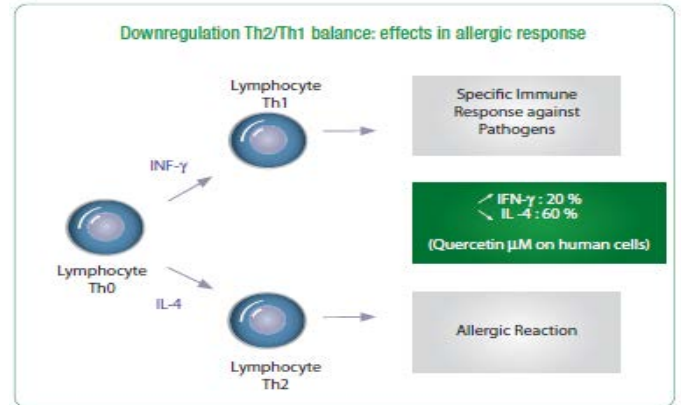 Downregulation Th2/Th1 balance: effects in allergic response
Lymphocyte
Th1
Specific Immune
Response against
Pathogens
INF-γ
↗ IFN-γ : 20 %
↘ IL -4 : 60 %
(Quercetin µM on human cells)
Lymphocyte
Th0
IL-4
Allergic Reaction
Lymphocyte
Th2